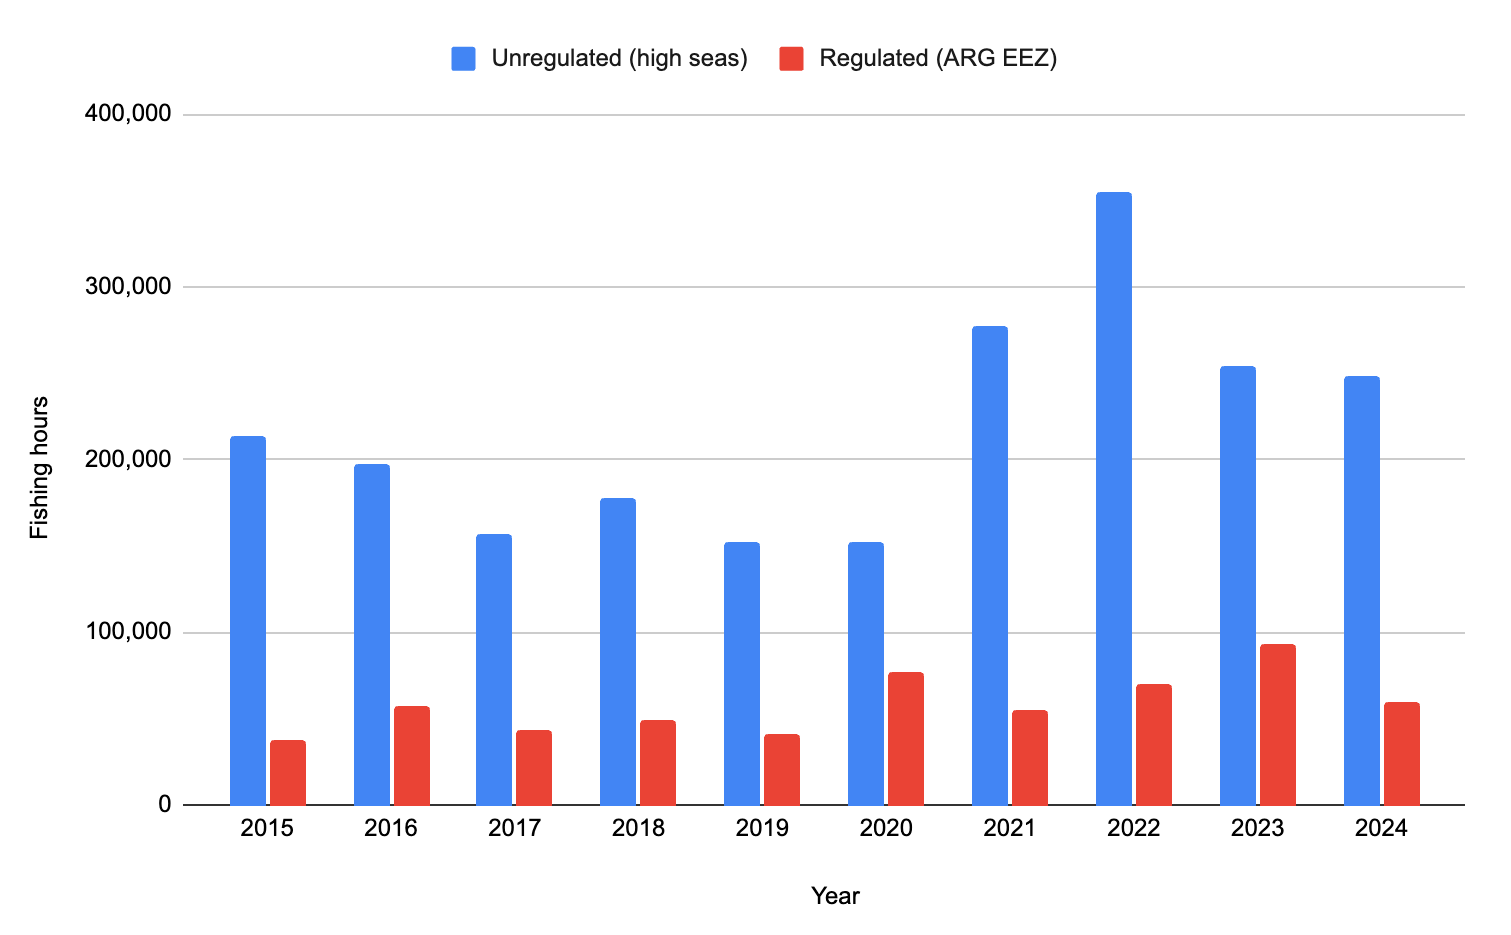 Unregulated (high seas) Regulated (ARG EEZ)
400,000
300,000
200,000
100,000
0
Fishing hours
2015 2016 2017 2018 2019 2020 2021 2022 2023 2024
Year